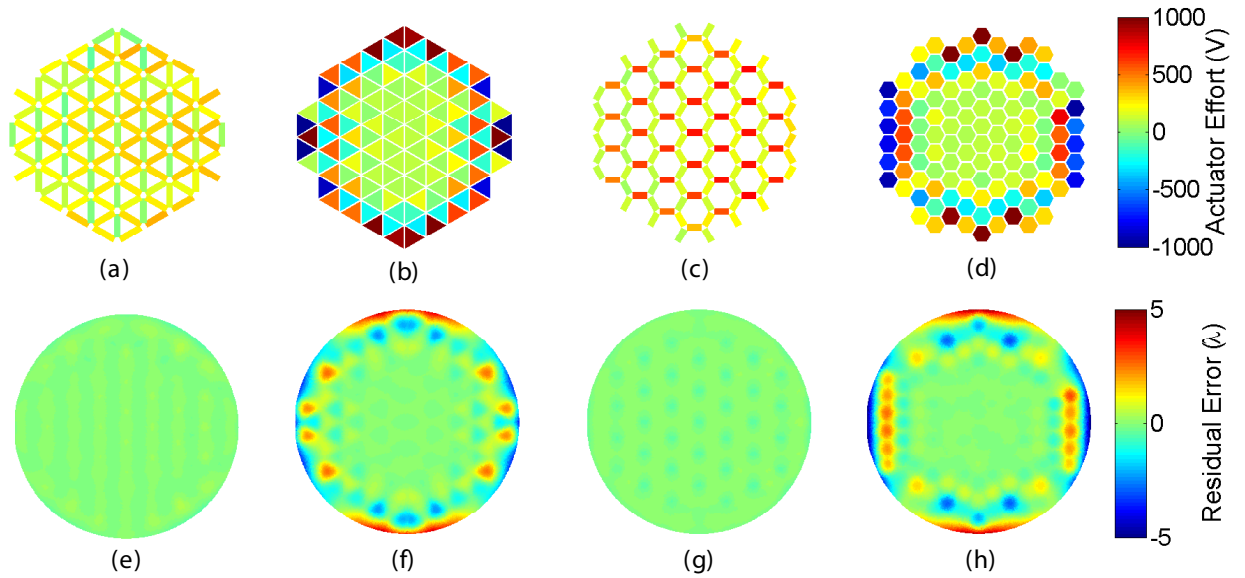 (a)
(b)
(c)
(d)
1000
500
0
-500
-1000
Actuator Effort (V)
(e)
(f)
(g)
(h)
5
0
-5
Residual Error (λ)